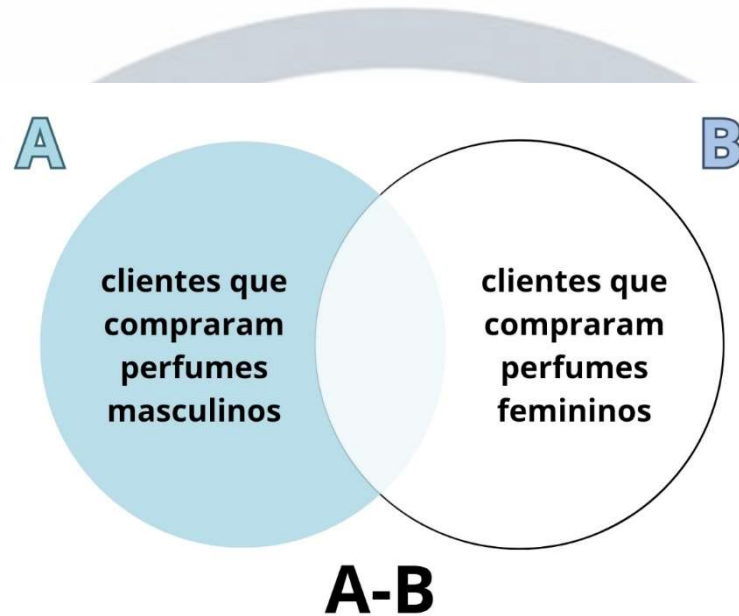 A
B
clientes que
compraram
perfumes
masculinos
clientes que
compraram
perfumes
femininos
A-B